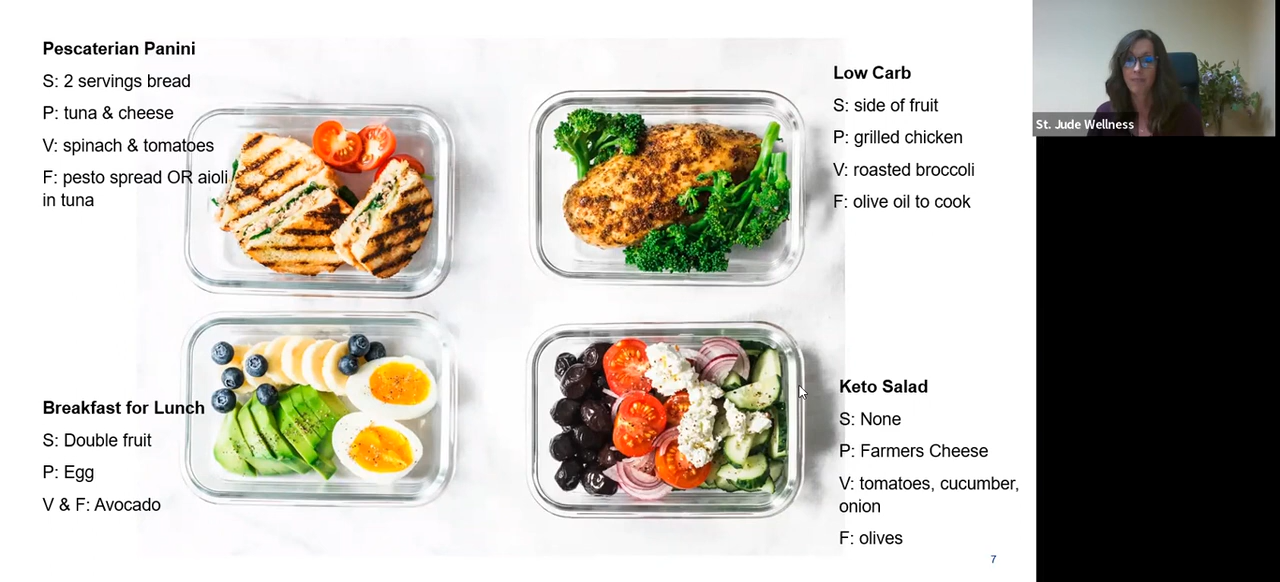 Pescaterian Panini
S: 2 servings bread
P: tuna & cheese
V: spinach & tomatoes
F: pesto spread OR aioli
in tuna
Low Carb
S: side of fruit
P: grilled chicken
V: roasted broccoli
F: olive oil to cook
Breakfast for Lunch
S: Double fruit
P: Egg
V & F: Avocado
Keto Salad
S: None
P: Farmers Cheese
V: tomatoes, cucumber,
onion
F: olives
7
St. Jude Wellness